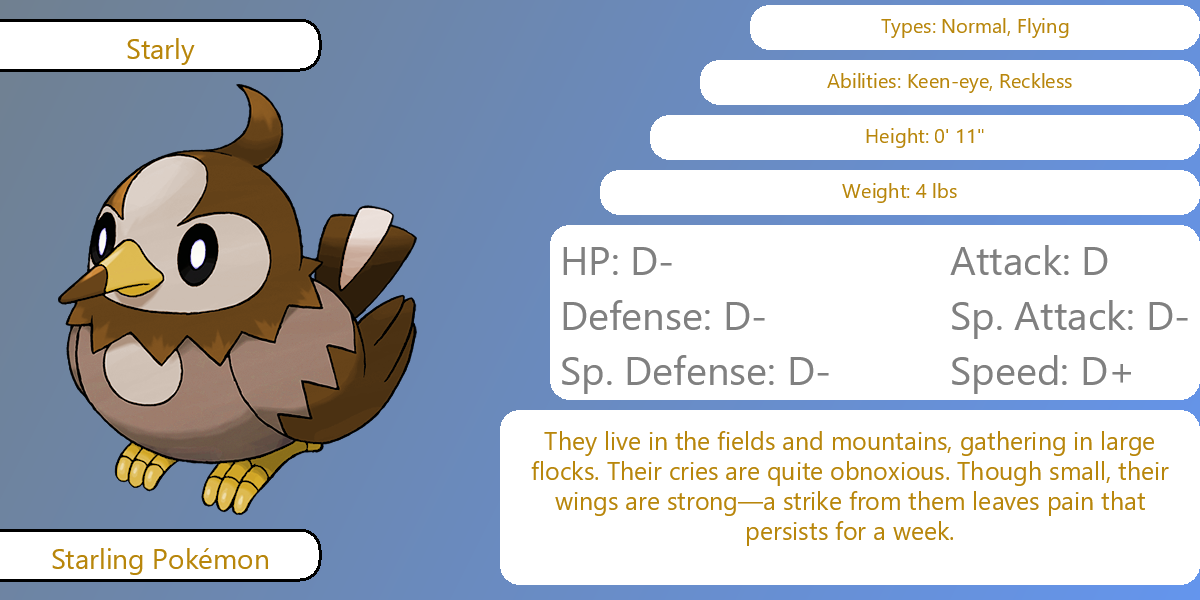 Starly
Types: Normal, Flying
Abilities: Keen-eye, Reckless
Height: 0' 11"
Weight: 4 lbs
HP: D-
Attack: D
Defense: D-
Sp. Attack: D-
Sp. Defense: D-
Speed: D+
They live in the fields and mountains, gathering in large
flocks. Their cries are quite obnoxious. Though small, their
wings are strong—a strike from them leaves pain that
persists for a week.
Starling Pokémon